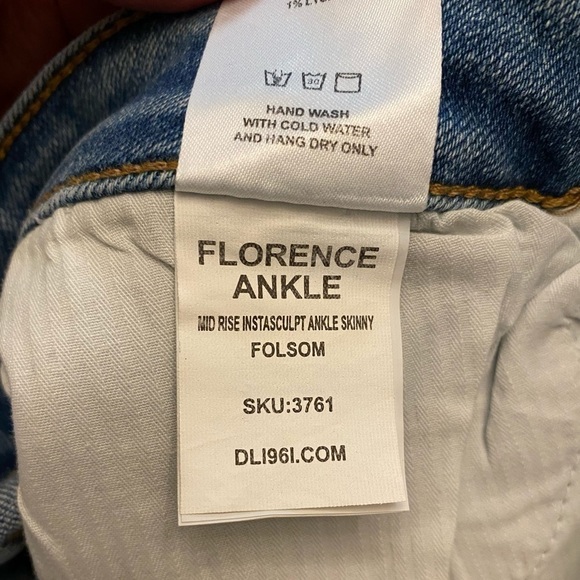 30
HAND WASH
WITH COLD WATER
AND HANG DRY ONLY
FLORENCE
ANKLE
MID RISE INSTASCULPT ANKLE SKINNY
FOLSOM
SKU:3761
DL1961.COM